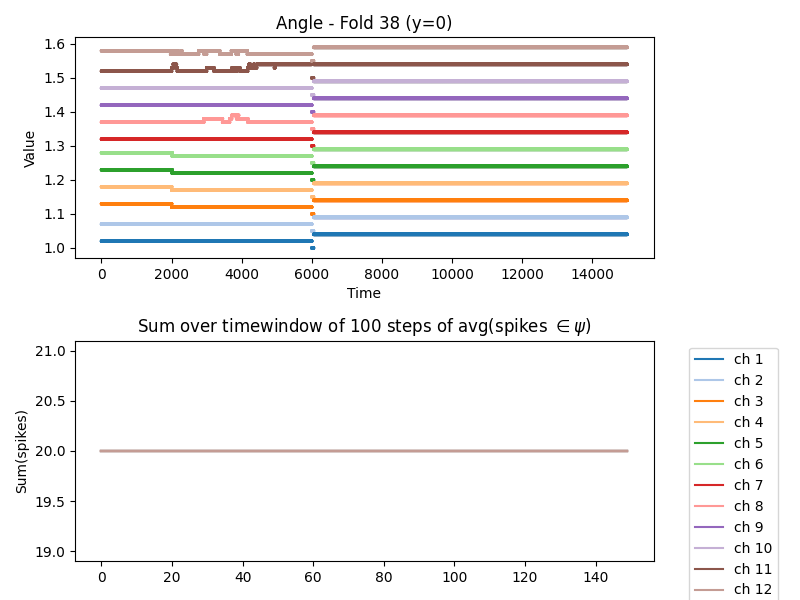 Angle - Fold 38 (y=0)
1.6
1.5
1.4
1.3
1.2
1.1
1.0
Value
0 2000 4000 6000 8000 10000 12000 14000
Time
Sum over timewindow of 100 steps of avg(spikes ∈ ψ)
21.0
20.5
20.0
19.5
19.0
Sum(spikes)
0 20 40 60 80 100 120 140
ch 1
ch 2
ch 3
ch 4
ch 5
ch 6
ch 7
ch 8
ch 9
ch 10
ch 11
ch 12